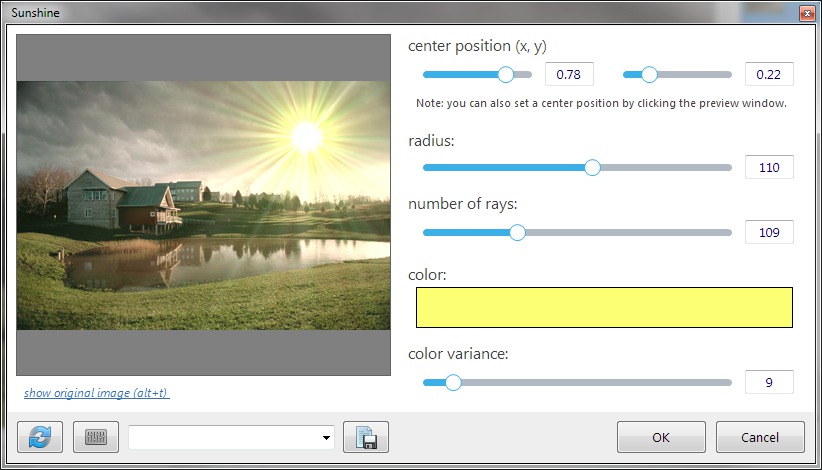 Sunshine
center position (x, y)
0.78
0.22
Note: you can also set a center position by clicking the preview window.
radius:
110
number of rays:
109
color:
color variance:
9
show original image (alt+t)
OK
Cancel